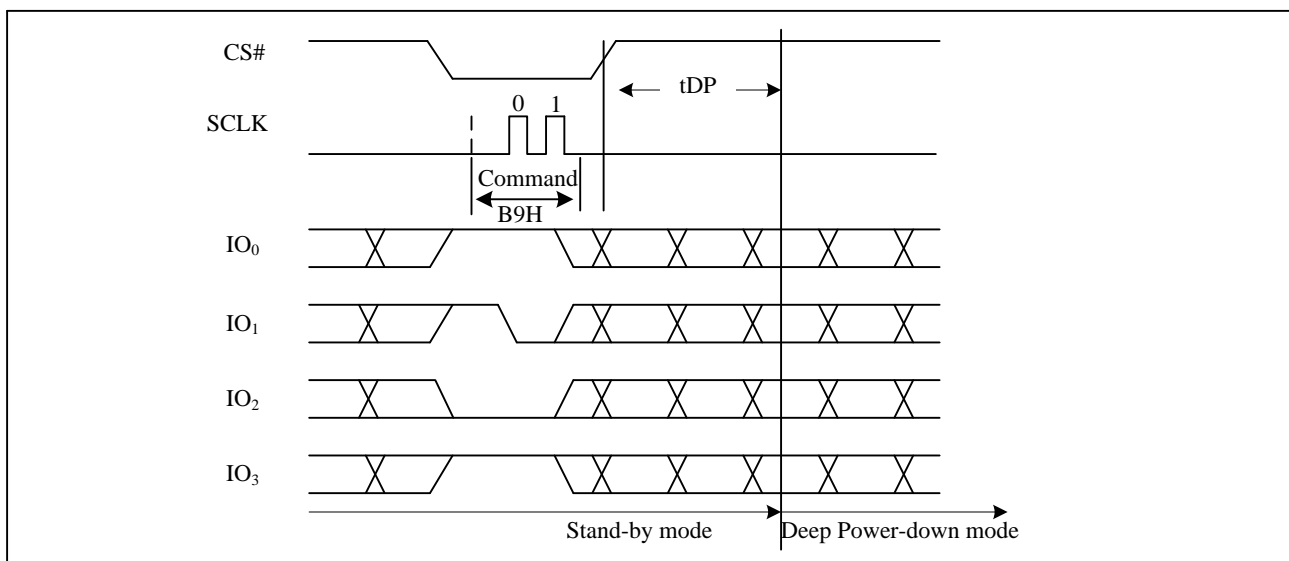 CS#
tDP
0 1
SCLK
Command
B9H
IO0
IO1
IO2
IO3
Stand-by mode Deep Power-down mode